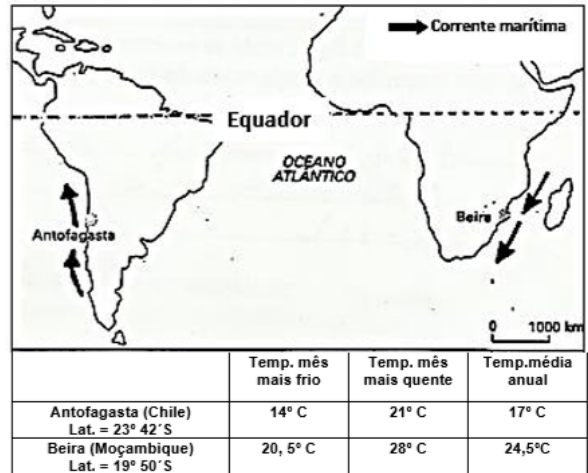 Corrente marítima
Equador
OCEANO
ATLÂNTICO
Antofagasta
Beira
0 1000 km
Temp. mês mais frio
Temp. mês mais quente
Temp.média anual
Antofagasta (Chile)
Lat. = 23º 42´S
14º C
21º C
17º C
Beira (Moçambique)
Lat. = 19º 50´S
20, 5º C
28º C
24,5ºC